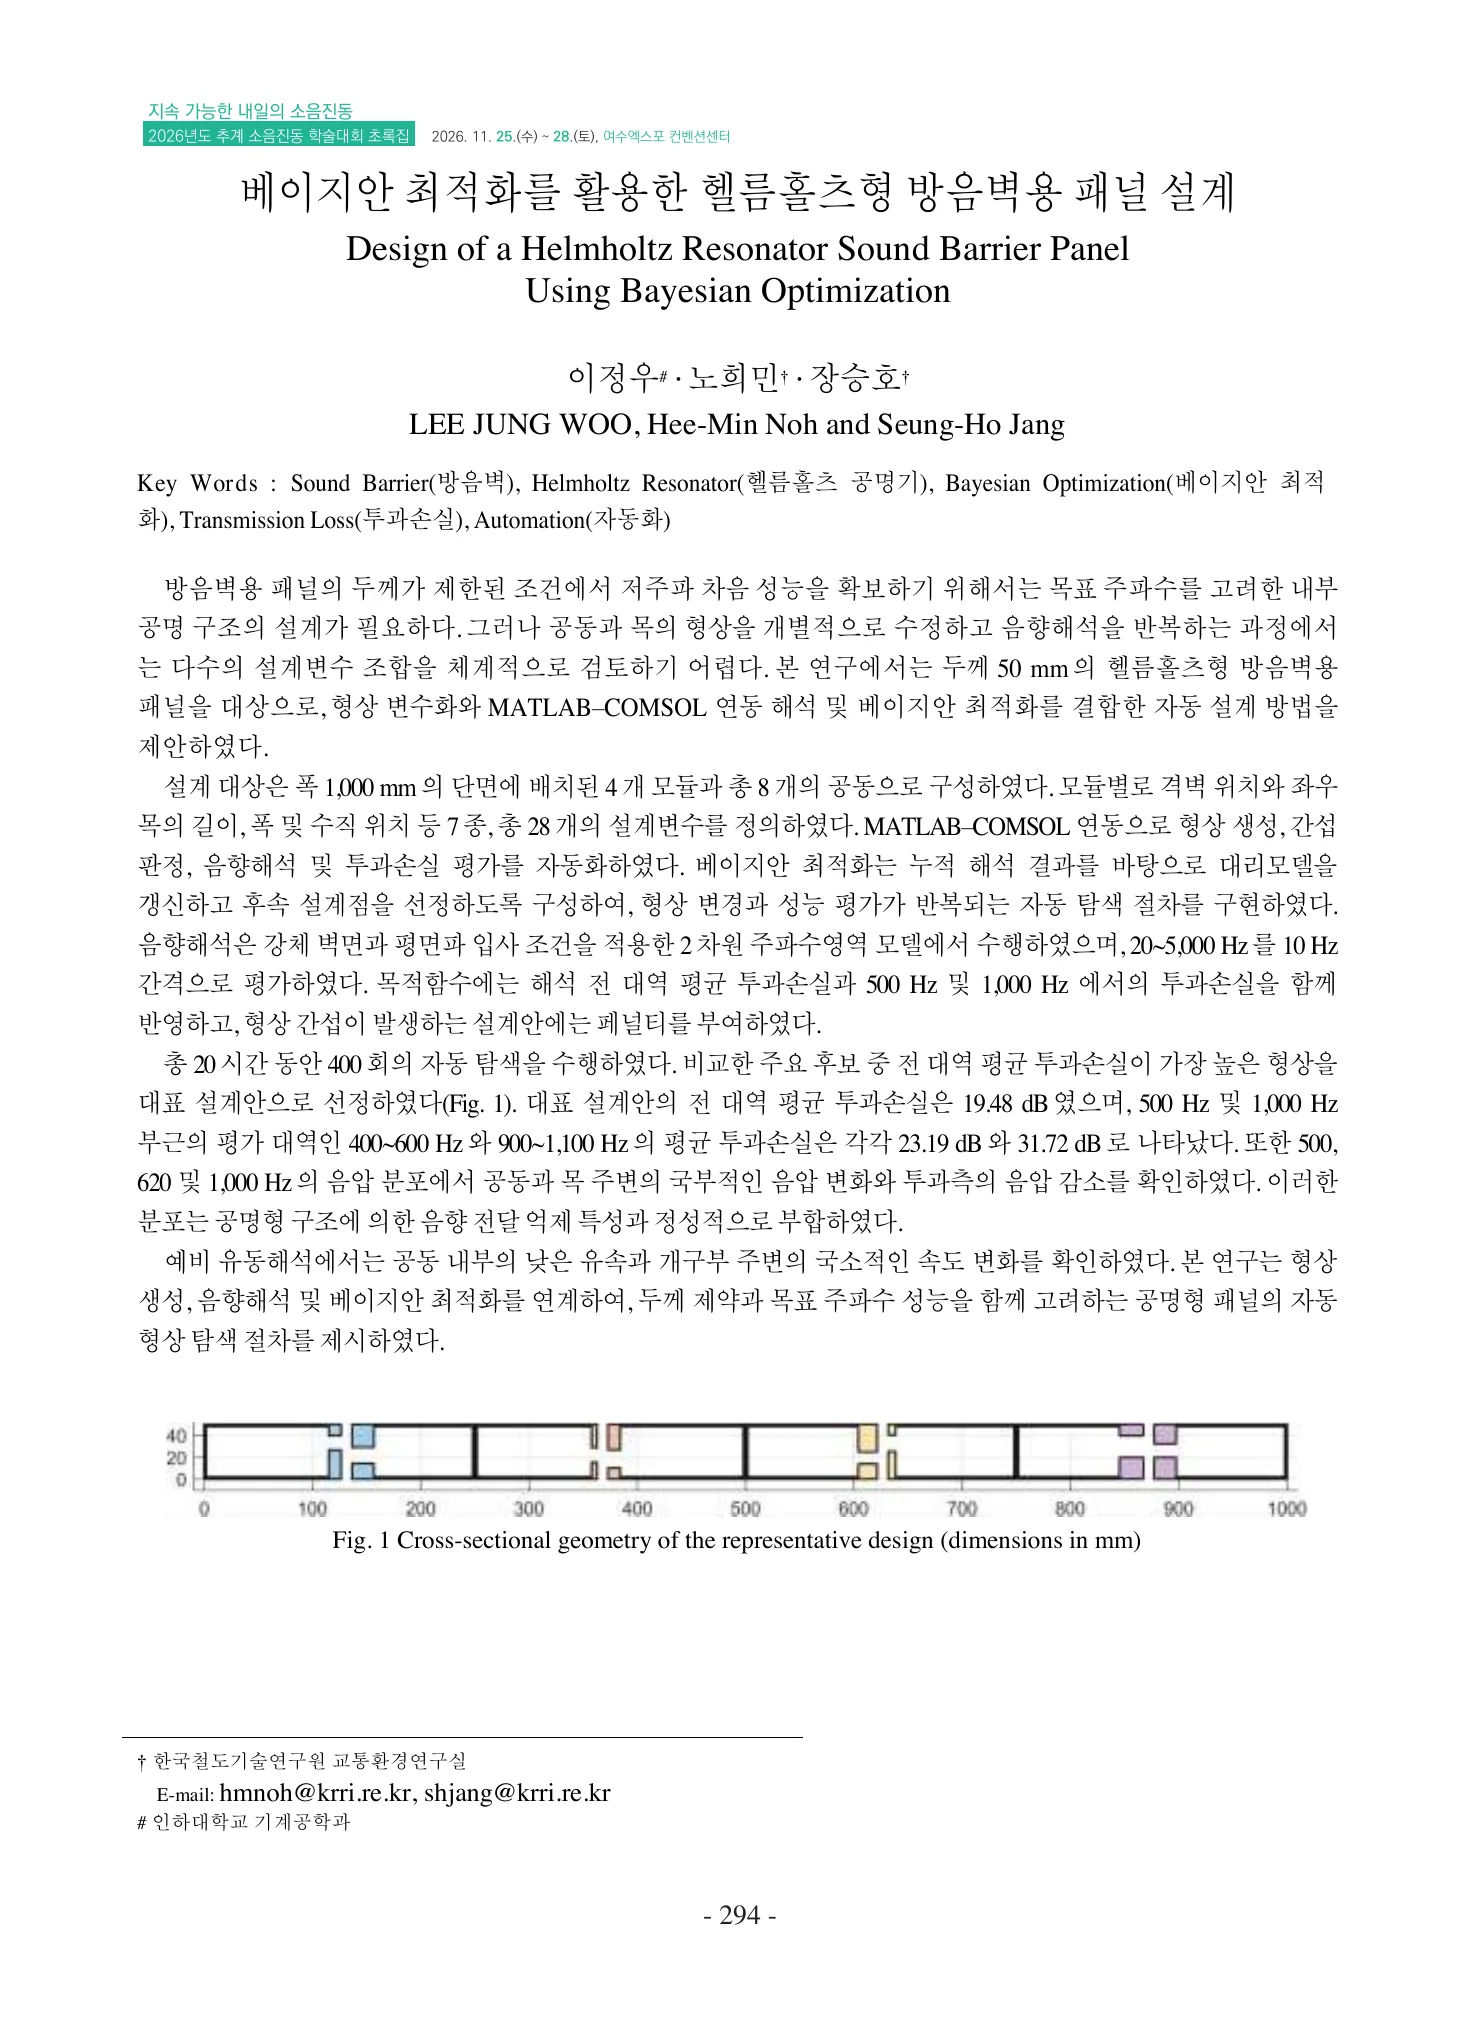 지속 가능한 내일의 소음진동
2026년도 추계 소음진동 학술대회 초록집 2026. 11. 25.(수) ~ 28.(토), 여수엑스포 컨벤션센터
베이지안 최적화를 활용한 헬름홀츠형 방음벽용 패널 설계
Design of a Helmholtz Resonator Sound Barrier Panel
Using Bayesian Optimization
이정우# · 노희민† · 장승호†
LEE JUNG WOO, Hee-Min Noh and Seung-Ho Jang
Key Words : Sound Barrier(방음벽), Helmholtz Resonator(헬름홀츠 공명기), Bayesian Optimization(베이지안 최적
화), Transmission Loss(투과손실), Automation(자동화)
방음벽용 패널의 두께가 제한된 조건에서 저주파 차음 성능을 확보하기 위해서는 목표 주파수를 고려한 내부
공명 구조의 설계가 필요하다. 그러나 공동과 목의 형상을 개별적으로 수정하고 음향해석을 반복하는 과정에서
는 다수의 설계변수 조합을 체계적으로 검토하기 어렵다. 본 연구에서는 두께 50 mm의 헬름홀츠형 방음벽용
패널을 대상으로, 형상 변수화와 MATLAB–COMSOL 연동 해석 및 베이지안 최적화를 결합한 자동 설계 방법을
제안하였다.
설계 대상은 폭 1,000 mm의 단면에 배치된 4개 모듈과 총 8개의 공동으로 구성하였다. 모듈별로 격벽 위치와 좌우
목의 길이, 폭 및 수직 위치 등 7종, 총 28개의 설계변수를 정의하였다. MATLAB–COMSOL 연동으로 형상 생성, 간섭
판정, 음향해석 및 투과손실 평가를 자동화하였다. 베이지안 최적화는 누적 해석 결과를 바탕으로 대리모델을
갱신하고 후속 설계점을 선정하도록 구성하여, 형상 변경과 성능 평가가 반복되는 자동 탐색 절차를 구현하였다.
음향해석은 강체 벽면과 평면파 입사 조건을 적용한 2차원 주파수영역 모델에서 수행하였으며, 20~5,000 Hz를 10 Hz
간격으로 평가하였다. 목적함수에는 해석 전 대역 평균 투과손실과 500 Hz 및 1,000 Hz 에서의 투과손실을 함께
반영하고, 형상 간섭이 발생하는 설계안에는 페널티를 부여하였다.
총 20시간 동안 400회의 자동 탐색을 수행하였다. 비교한 주요 후보 중 전 대역 평균 투과손실이 가장 높은 형상을
대표 설계안으로 선정하였다(Fig. 1). 대표 설계안의 전 대역 평균 투과손실은 19.48 dB였으며, 500 Hz 및 1,000 Hz
부근의 평가 대역인 400~600 Hz와 900~1,100 Hz의 평균 투과손실은 각각 23.19 dB와 31.72 dB로 나타났다. 또한 500,
620 및 1,000 Hz의 음압 분포에서 공동과 목 주변의 국부적인 음압 변화와 투과측의 음압 감소를 확인하였다. 이러한
분포는 공명형 구조에 의한 음향 전달 억제 특성과 정성적으로 부합하였다.
예비 유동해석에서는 공동 내부의 낮은 유속과 개구부 주변의 국소적인 속도 변화를 확인하였다. 본 연구는 형상
생성, 음향해석 및 베이지안 최적화를 연계하여, 두께 제약과 목표 주파수 성능을 함께 고려하는 공명형 패널의 자동
형상 탐색 절차를 제시하였다.
40
20
0
0 100 200 300 400 500 600 700 800 900 1000
Fig. 1 Cross-sectional geometry of the representative design (dimensions in mm)
† 한국철도기술연구원 교통환경연구실
E-mail: hmnoh@krri.re.kr, shjang@krri.re.kr
# 인하대학교 기계공학과
- 294 -